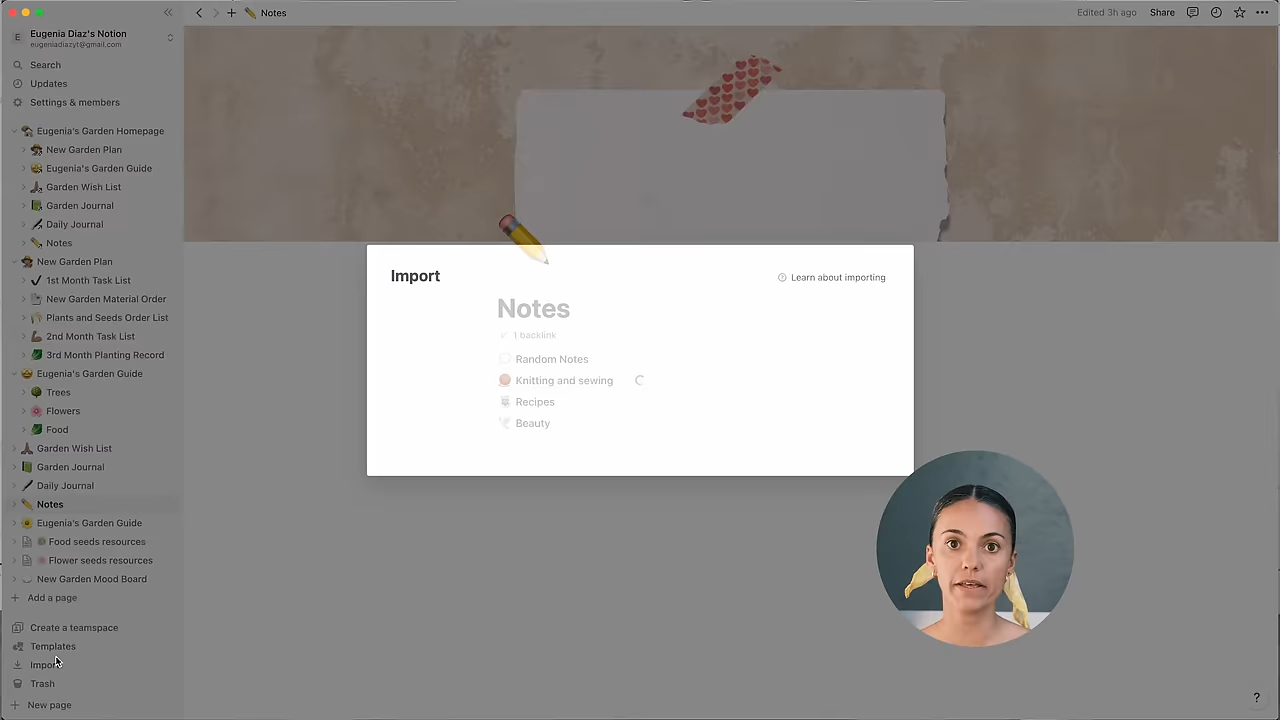 Notes
Edited 3h ago
Share
E
Eugenia Diaz's Notion
eugeniadiazyt@gmail.com
Search
Updates
Settings & members
Eugenia's Garden Homepage
New Garden Plan
Eugenia's Garden Guide
Garden Wish List
Garden Journal
Daily Journal
Notes
New Garden Plan
1st Month Task List
New Garden Material Order
Plants and Seeds Order List
2nd Month Task List
3rd Month Planting Record
Eugenia's Garden Guide
Trees
Flowers
Food
Garden Wish List
Garden Journal
Daily Journal
Notes
Eugenia's Garden Guide
Food seeds resources
Flower seeds resources
New Garden Mood Board
Add a page
Create a teamspace
Templates
Import
Trash
New page
Import
Learn about importing
Notes
1 backlink
Random Notes
Knitting and sewing
Recipes
Beauty
?